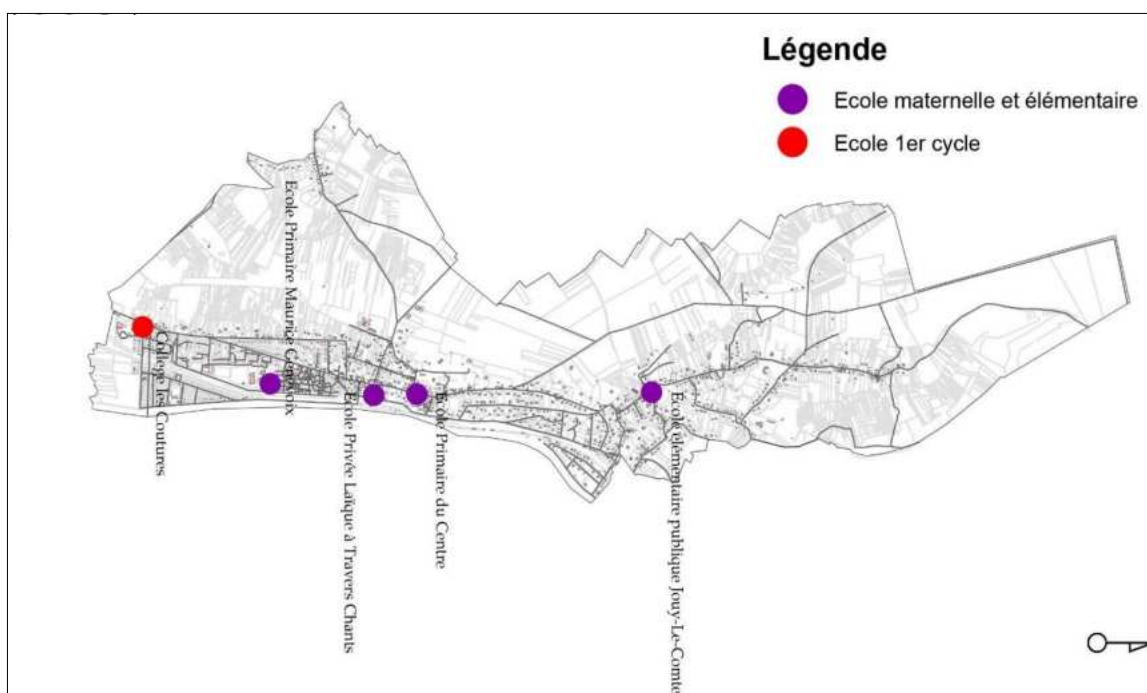 Légende
Ecole maternelle et élémentaire
Ecole 1er cycle
College les Coutures
Ecole Primaire Maurice Genevoix
Ecole Privée Laïque à Travers Chants
Ecole Primaire du Centre
Ecole élémentaire publique Jouy-Le-Comte